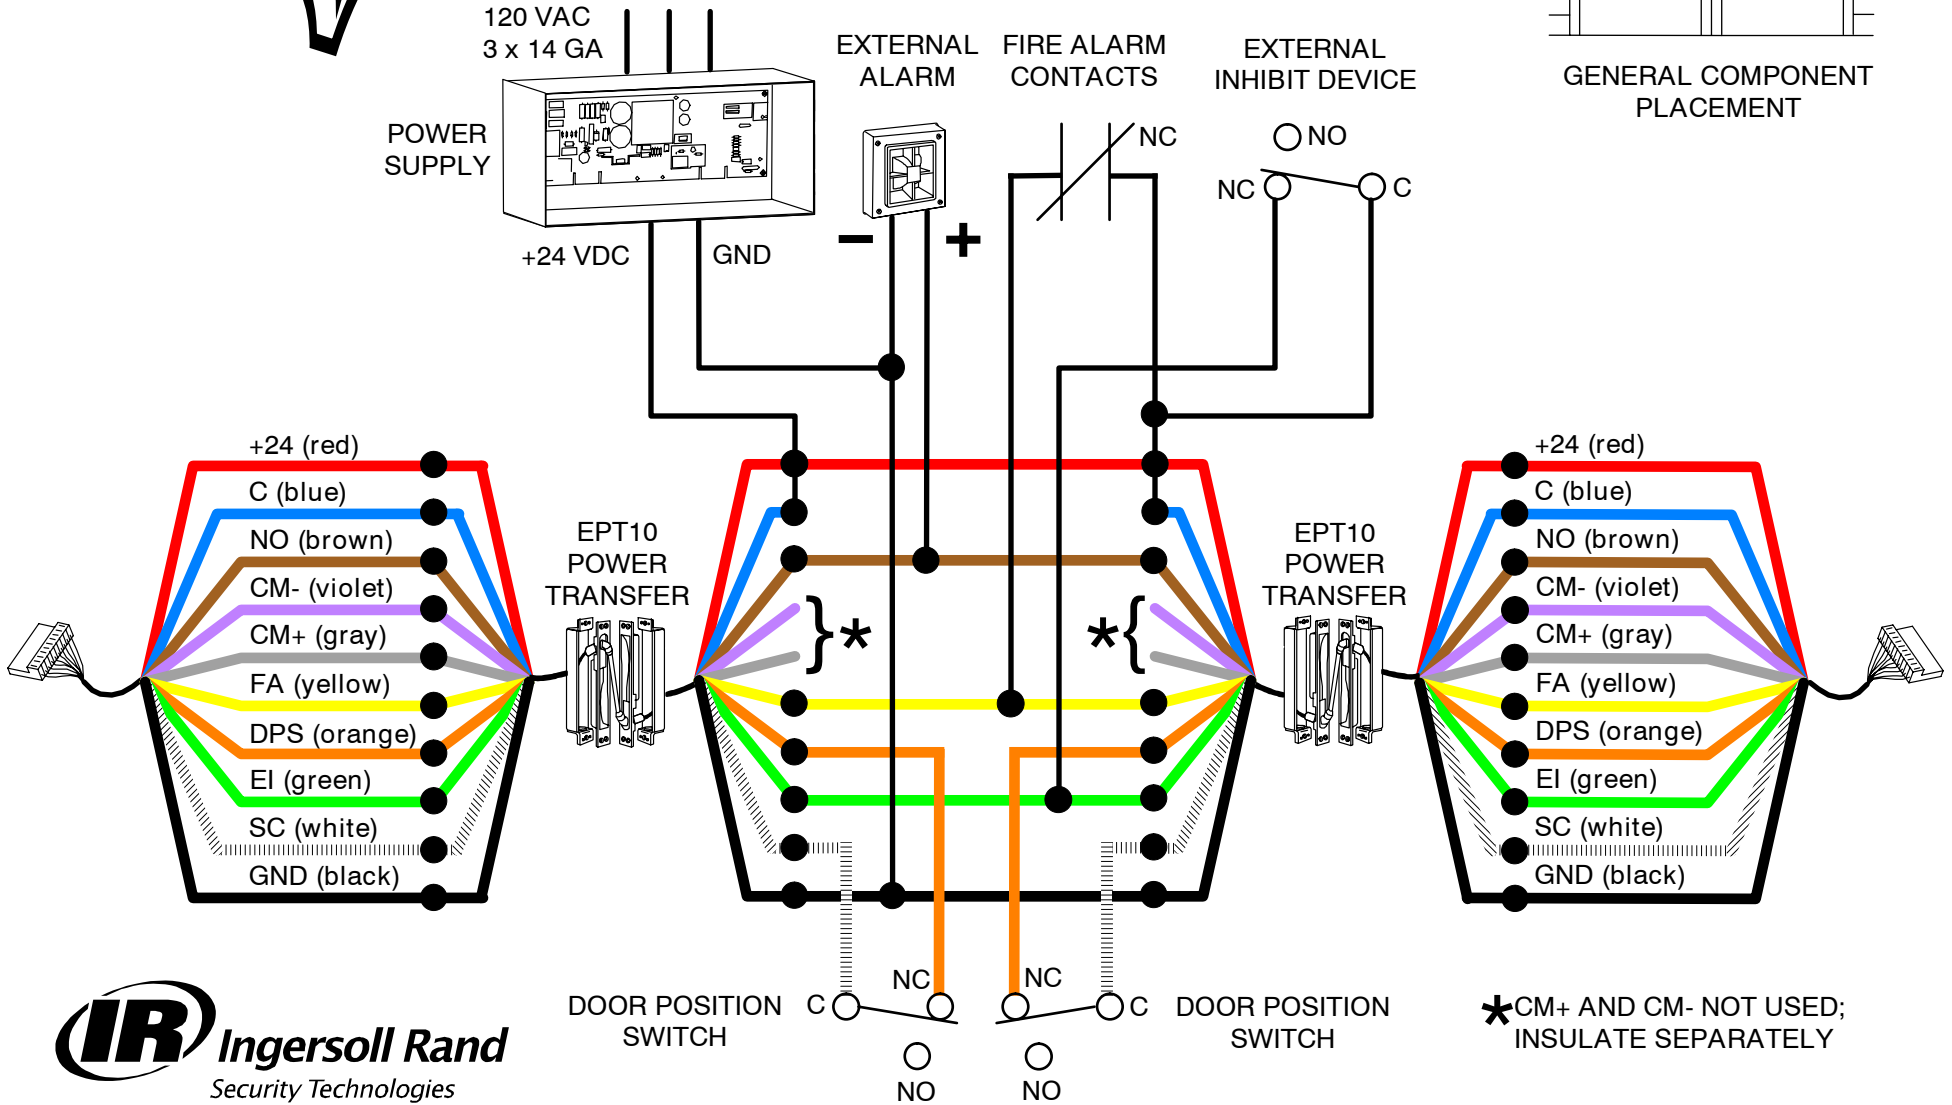 120 VAC
3 x 14 GA
POWER
SUPPLY
+24 VDC
GND
EXTERNAL
ALARM
−
+
FIRE ALARM
CONTACTS
NC
EXTERNAL
INHIBIT DEVICE
NO
NC
C
GENERAL COMPONENT
PLACEMENT
+24 (red)
C (blue)
NO (brown)
CM- (violet)
CM+ (gray)
FA (yellow)
DPS (orange)
EI (green)
SC (white)
GND (black)
EPT10
POWER
TRANSFER
}*
*{
EPT10
POWER
TRANSFER
+24 (red)
C (blue)
NO (brown)
CM- (violet)
CM+ (gray)
FA (yellow)
DPS (orange)
EI (green)
SC (white)
GND (black)
DOOR POSITION
SWITCH
C
NC
NO
NC
C
NO
DOOR POSITION
SWITCH
*CM+ AND CM- NOT USED;
INSULATE SEPARATELY
IR Ingersoll Rand
Security Technologies